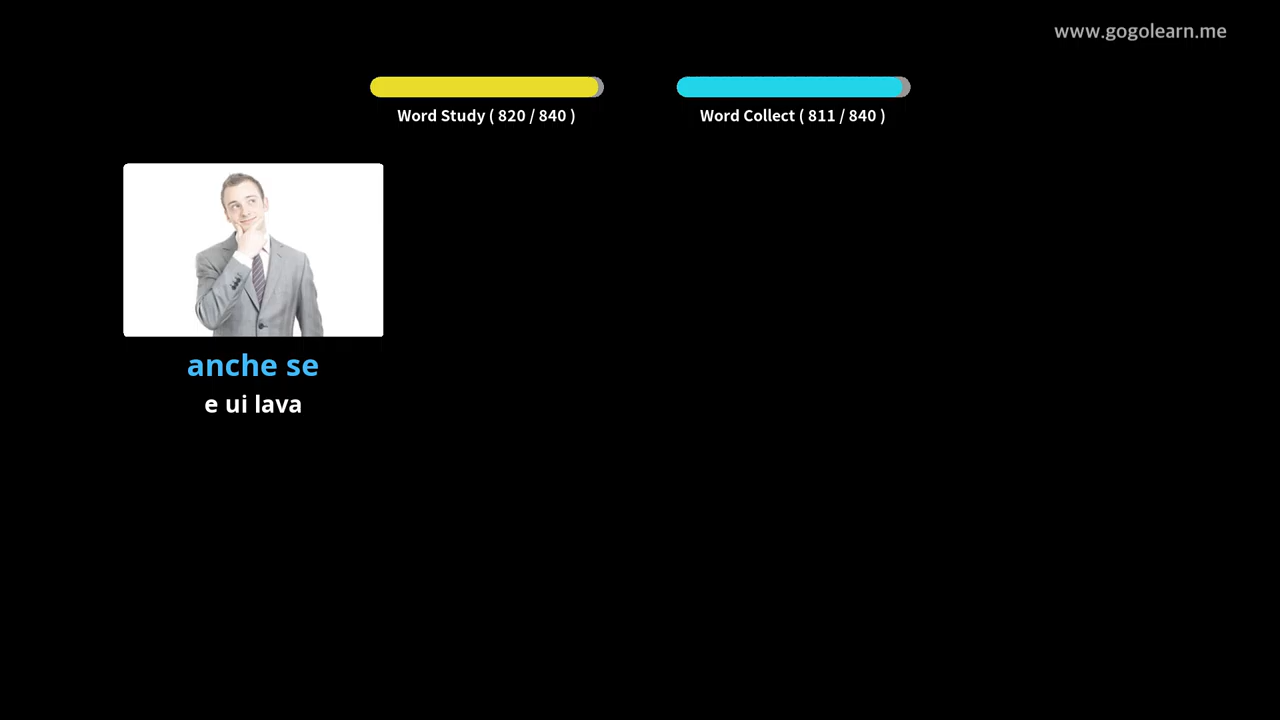 www.gogolearn.me
Word Study ( 820 / 840 )
Word Collect ( 811 / 840 )
anche se
e ui lava